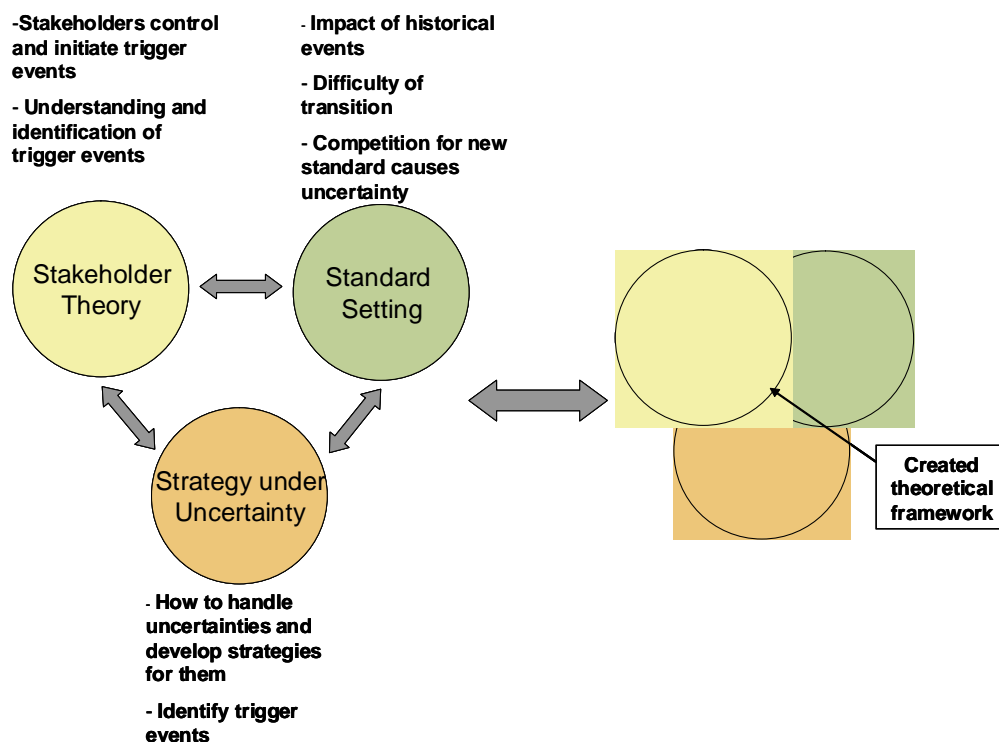 -Stakeholders control
and initiate trigger
events
- Understanding and
identification of
trigger events
- Impact of historical
events
- Difficulty of
transition
- Competition for new
standard causes
uncertainty
Stakeholder
Theory
Standard
Setting
Strategy under
Uncertainty
Created
theoretical
framework
- How to handle
uncertainties and
develop strategies
for them
- Identify trigger
events